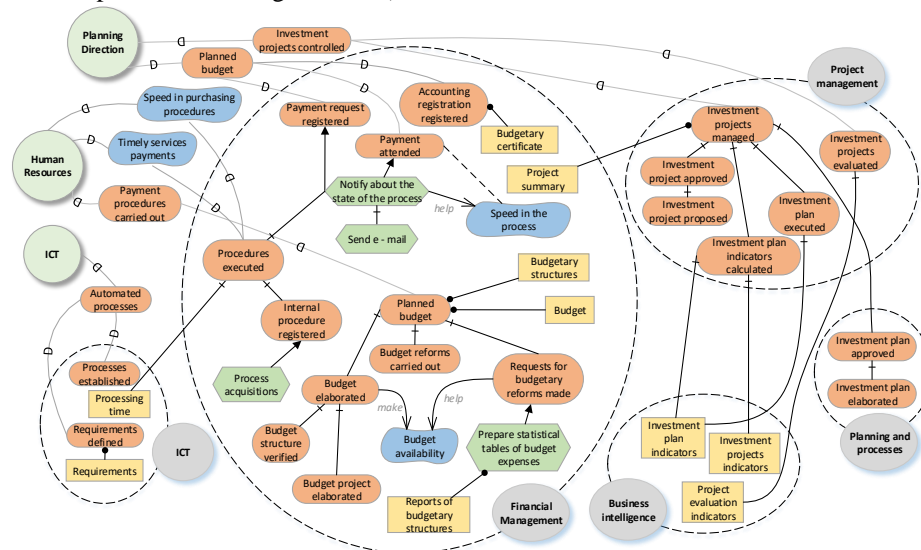 Planning
Direction
Investment
projects controlled
Planned
budget
Speed in purchasing
procedures
Timely services
payments
Human
Resources
Payment
procedures
carried out
ICT
Automated
processes
Processes
established
Processing
time
Requirements
defined
Requirements
ICT
Payment request
registered
Accounting
registration
registered
Payment
attended
Budgetary
certificate
Notify about the
state of the process
help
Speed in the
process
Send e - mail
Procedures
executed
Internal
procedure
registered
Process
acquisitions
Budgetary
structures
Planned
budget
Budget
Budget reforms
carried out
Requests for
budgetary
reforms made
Budget
elaborated
make
help
Budget
structure
verified
Budget
availability
Prepare statistical
tables of budget
expenses
Budget project
elaborated
Reports of
budgetary
structures
Financial
Management
Project
management
Investment
projects
managed
Investment
projects
evaluated
Project
summary
Investment
project approved
Investment
project proposed
Investment
plan
executed
Investment plan
indicators
calculated
Investment plan
approved
Investment plan
elaborated
Planning and
processes
Investment
plan
indicators
Investment
projects
indicators
Project
evaluation
indicators
Business
intelligence